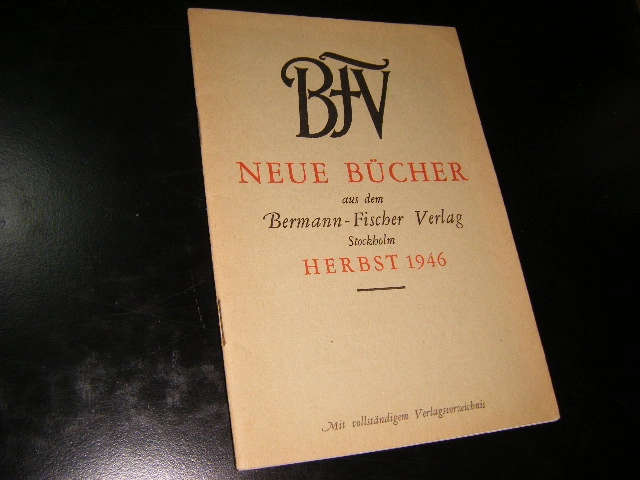 BFV
NEUE BÜCHER
aus dem
Bermann-Fischer Verlag
Stockholm
HERBST 1946
Mit vollständigem Verlagsverzeichnis